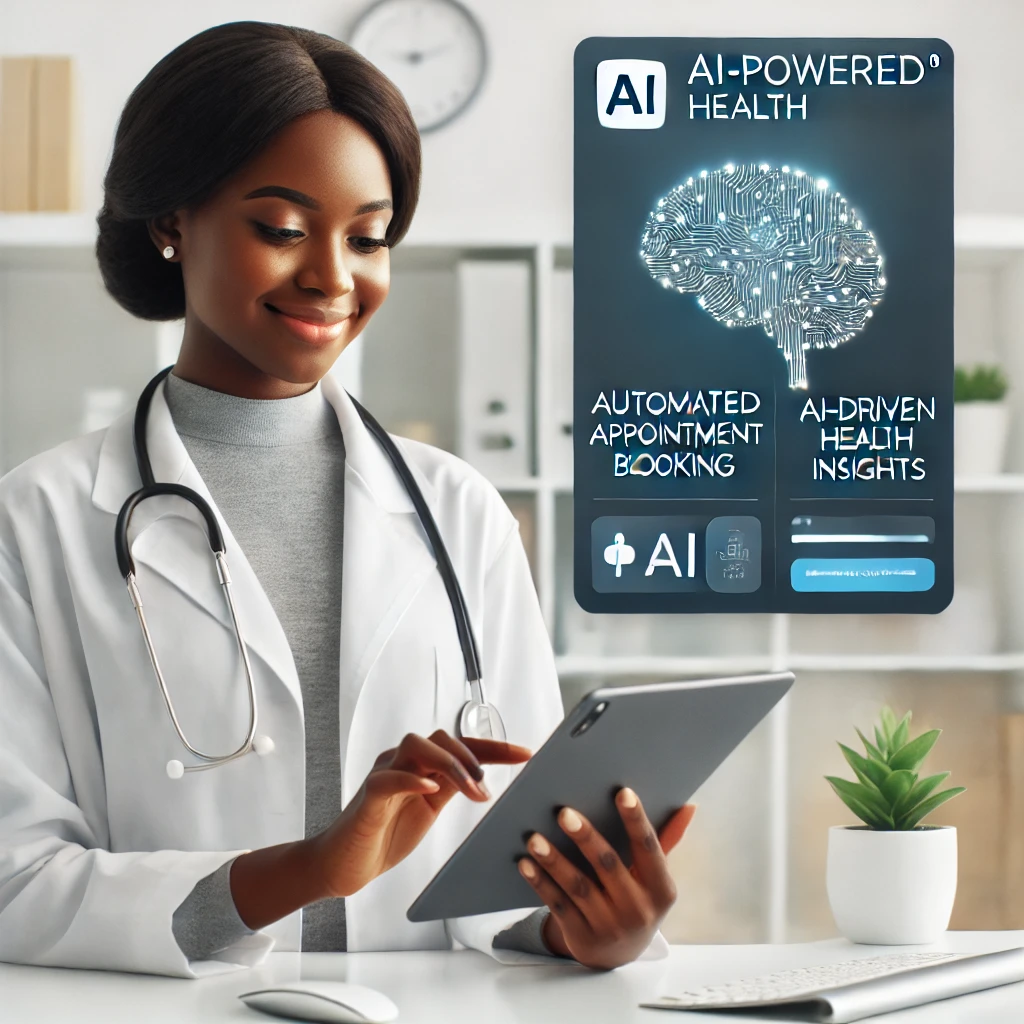 AI
AI-POWERED
HEALTH
AUTOMATED
APPOINTMENT
BOOKING
AI-DRIVEN
HEALTH
INSIGHTS
AI